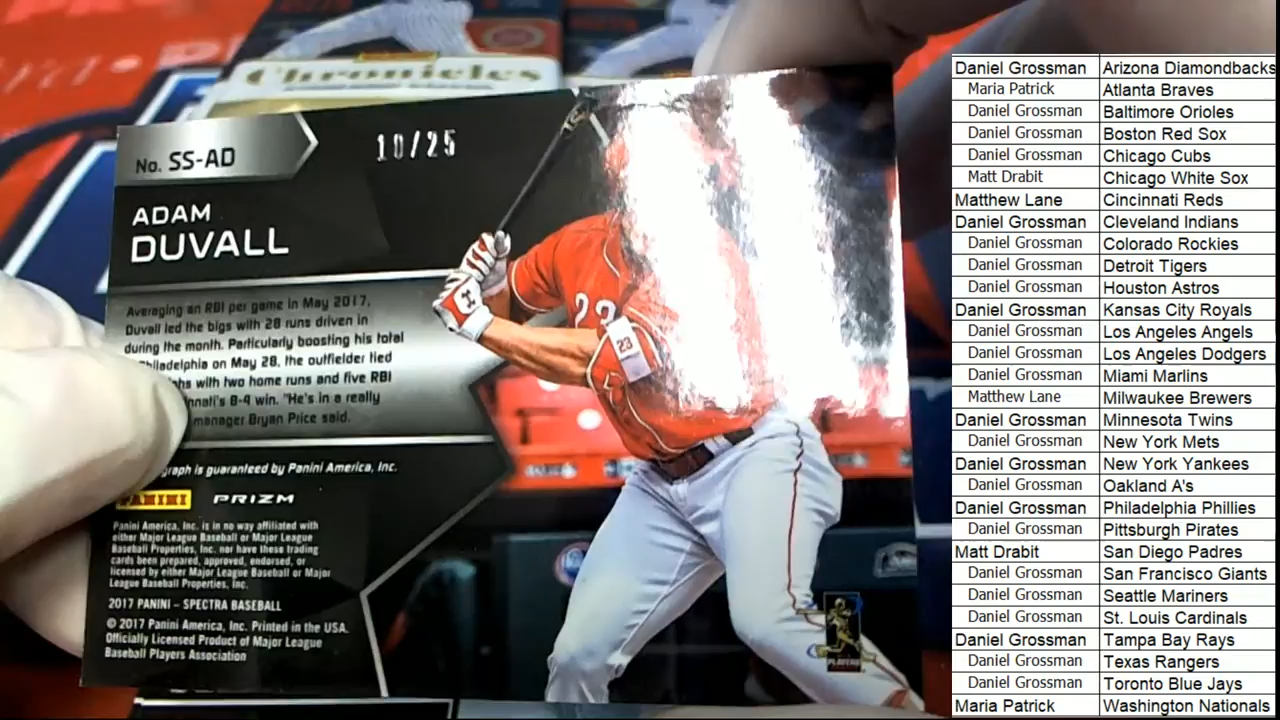 Chronicles
No. SS-AD
10/25
ADAM
DUVALL
Averaging an RBI per game in May 2017,
Duvall led the bigs with 28 runs driven in
during the month. Particularly boosting his total
Philadelphia on May 28, the outfielder tied
with two home runs and five RBI
8-4 win. "He's in a really
manager Bryan Price said.
is guaranteed by Panini America, Inc.
PANINI PRIZM
Panini America, Inc. is in no way affiliated with
either Major League Baseball or Major League
Baseball Properties, Inc. nor have these trading
cards been prepared, approved, endorsed, or
licensed by either Major League Baseball or Major
League Baseball Properties, Inc.
2017 PANINI - SPECTRA BASEBALL
© 2017 Panini America, Inc. Printed in the USA.
Officially Licensed Product of Major League
Baseball Players Association
23
23
PLAYERS
Daniel Grossman Arizona Diamondbacks
Maria Patrick Atlanta Braves
Daniel Grossman Baltimore Orioles
Daniel Grossman Boston Red Sox
Daniel Grossman Chicago Cubs
Matt Drabit Chicago White Sox
Matthew Lane Cincinnati Reds
Daniel Grossman Cleveland Indians
Daniel Grossman Colorado Rockies
Daniel Grossman Detroit Tigers
Daniel Grossman Houston Astros
Daniel Grossman Kansas City Royals
Daniel Grossman Los Angeles Angels
Daniel Grossman Los Angeles Dodgers
Daniel Grossman Miami Marlins
Matthew Lane Milwaukee Brewers
Daniel Grossman Minnesota Twins
Daniel Grossman New York Mets
Daniel Grossman New York Yankees
Daniel Grossman Oakland A's
Daniel Grossman Philadelphia Phillies
Daniel Grossman Pittsburgh Pirates
Matt Drabit San Diego Padres
Daniel Grossman San Francisco Giants
Daniel Grossman Seattle Mariners
Daniel Grossman St. Louis Cardinals
Daniel Grossman Tampa Bay Rays
Daniel Grossman Texas Rangers
Daniel Grossman Toronto Blue Jays
Maria Patrick Washington Nationals